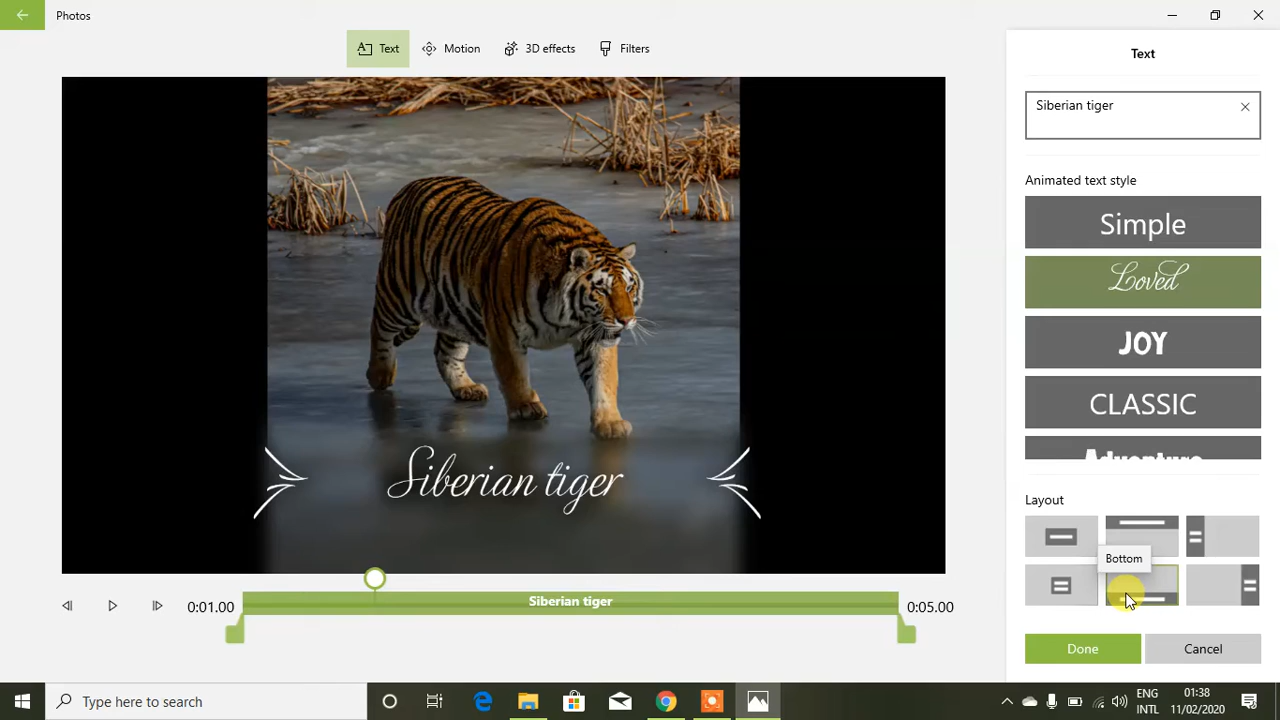 Photos
Text
Motion
3D effects
Filters
Text
Siberian tiger
Animated text style
Simple
Loved
JOY
CLASSIC
Adventure
Siberian tiger
Layout
Bottom
0:01.00
Siberian tiger
0:05.00
Done
Cancel
Type here to search
ENG
INTL
01:38
11/02/2020